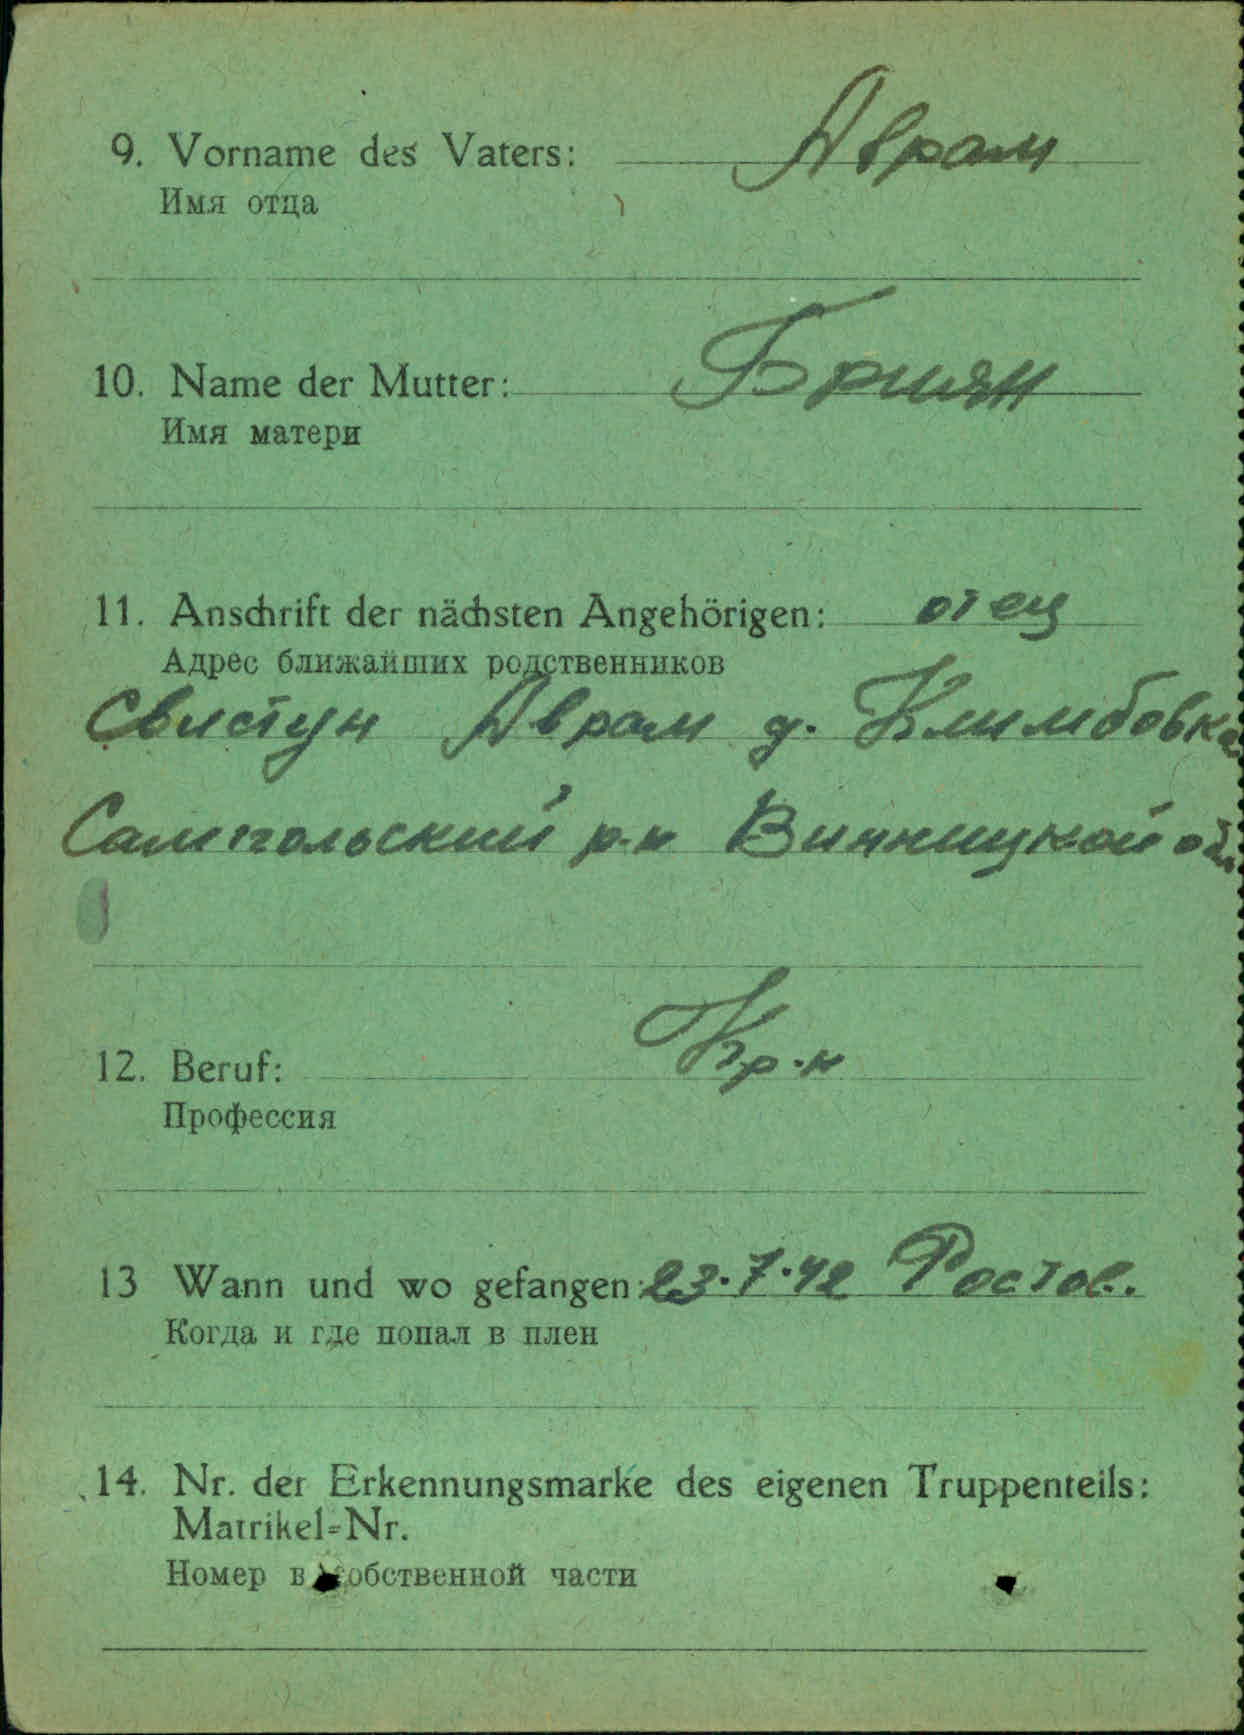 9. Vorname des Vaters: Аврам
Имя отца
10. Name der Mutter: Бриян
Имя матери
11. Anschrift der nächsten Angehörigen: отец
Адрес ближайших родственников
Свистун Аврам д. Климбовка
Сампольский р-н Винницкой обл
12. Beruf: Кр-н
Профессия
13 Wann und wo gefangen: 23.7.42 Ростов.
Когда и где попал в плен
14. Nr. der Erkennungsmarke des eigenen Truppenteils:
Matrikel=Nr.
Номер в собственной части